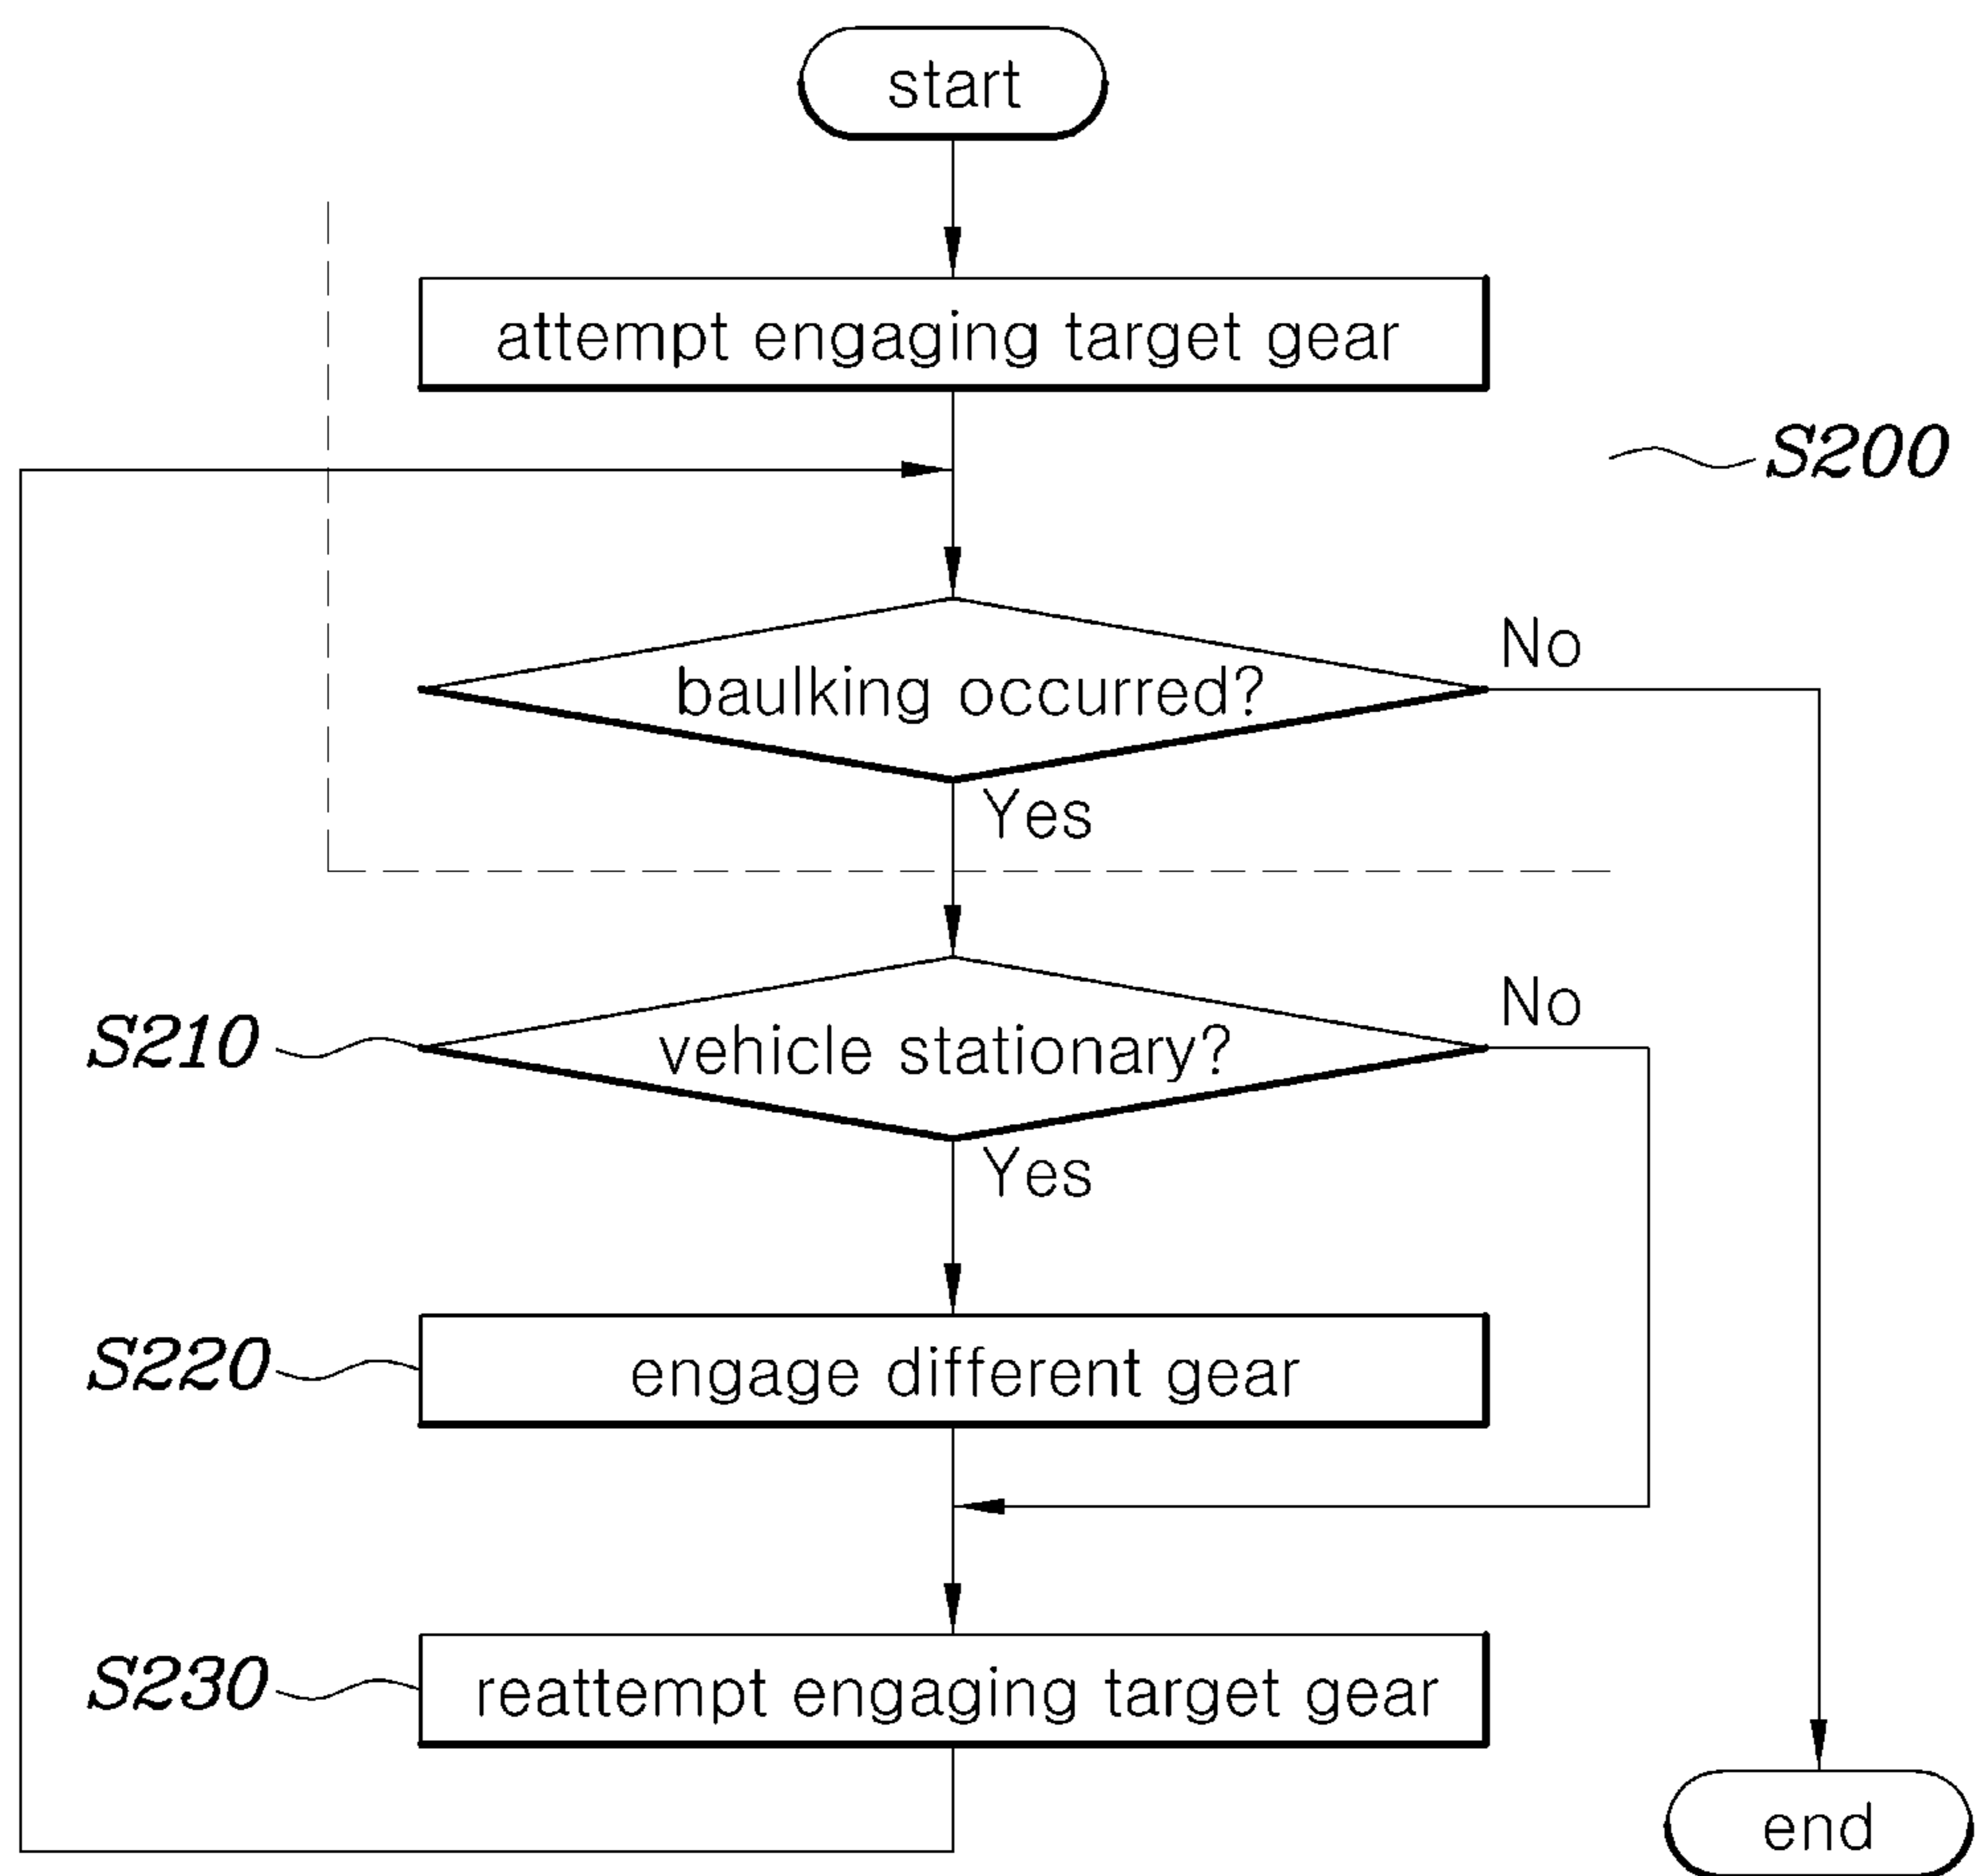 start
attempt engaging target gear
S200
baulking occurred?
No
Yes
S210
vehicle stationary?
No
Yes
S220
engage different gear
S230
reattempt engaging target gear
end